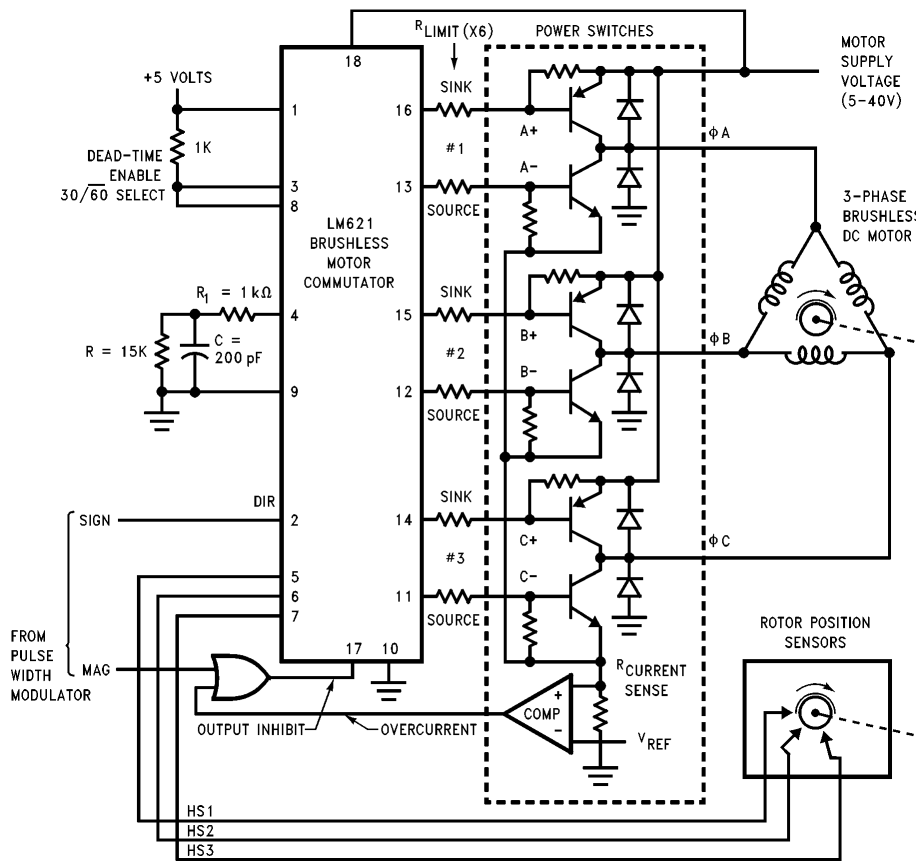 RLIMIT (X6)
POWER SWITCHES
MOTOR
SUPPLY
VOLTAGE
(5-40V)
+5 VOLTS
18
SINK
1
16
A+
ϕA
1K
#1
DEAD-TIME
ENABLE
30/60 SELECT
3
8
13
A-
SOURCE
LM621
BRUSHLESS
MOTOR
COMMUTATOR
3-PHASE
BRUSHLESS
DC MOTOR
R1 = 1kΩ
4
SINK
15
B+
ϕB
R = 15K
C =
200 pF
#2
9
12
B-
SOURCE
DIR
SIGN
2
SINK
14
C+
ϕC
#3
5
6
7
11
C-
SOURCE
FROM
PULSE
WIDTH
MODULATOR
MAG
17
10
RCURRENT
SENSE
ROTOR POSITION
SENSORS
+
COMP
-
OUTPUT INHIBIT
OVERCURRENT
VREF
HS1
HS2
HS3